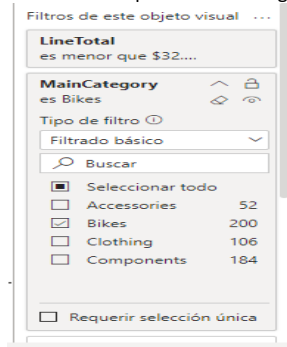 Filtros de este objeto visual ...
LineTotal
es menor que $32....
MainCategory
es Bikes
Tipo de filtro
Filtrado básico
Buscar
Seleccionar todo
Accessories 52
Bikes 200
Clothing 106
Components 184
Requerir selección única